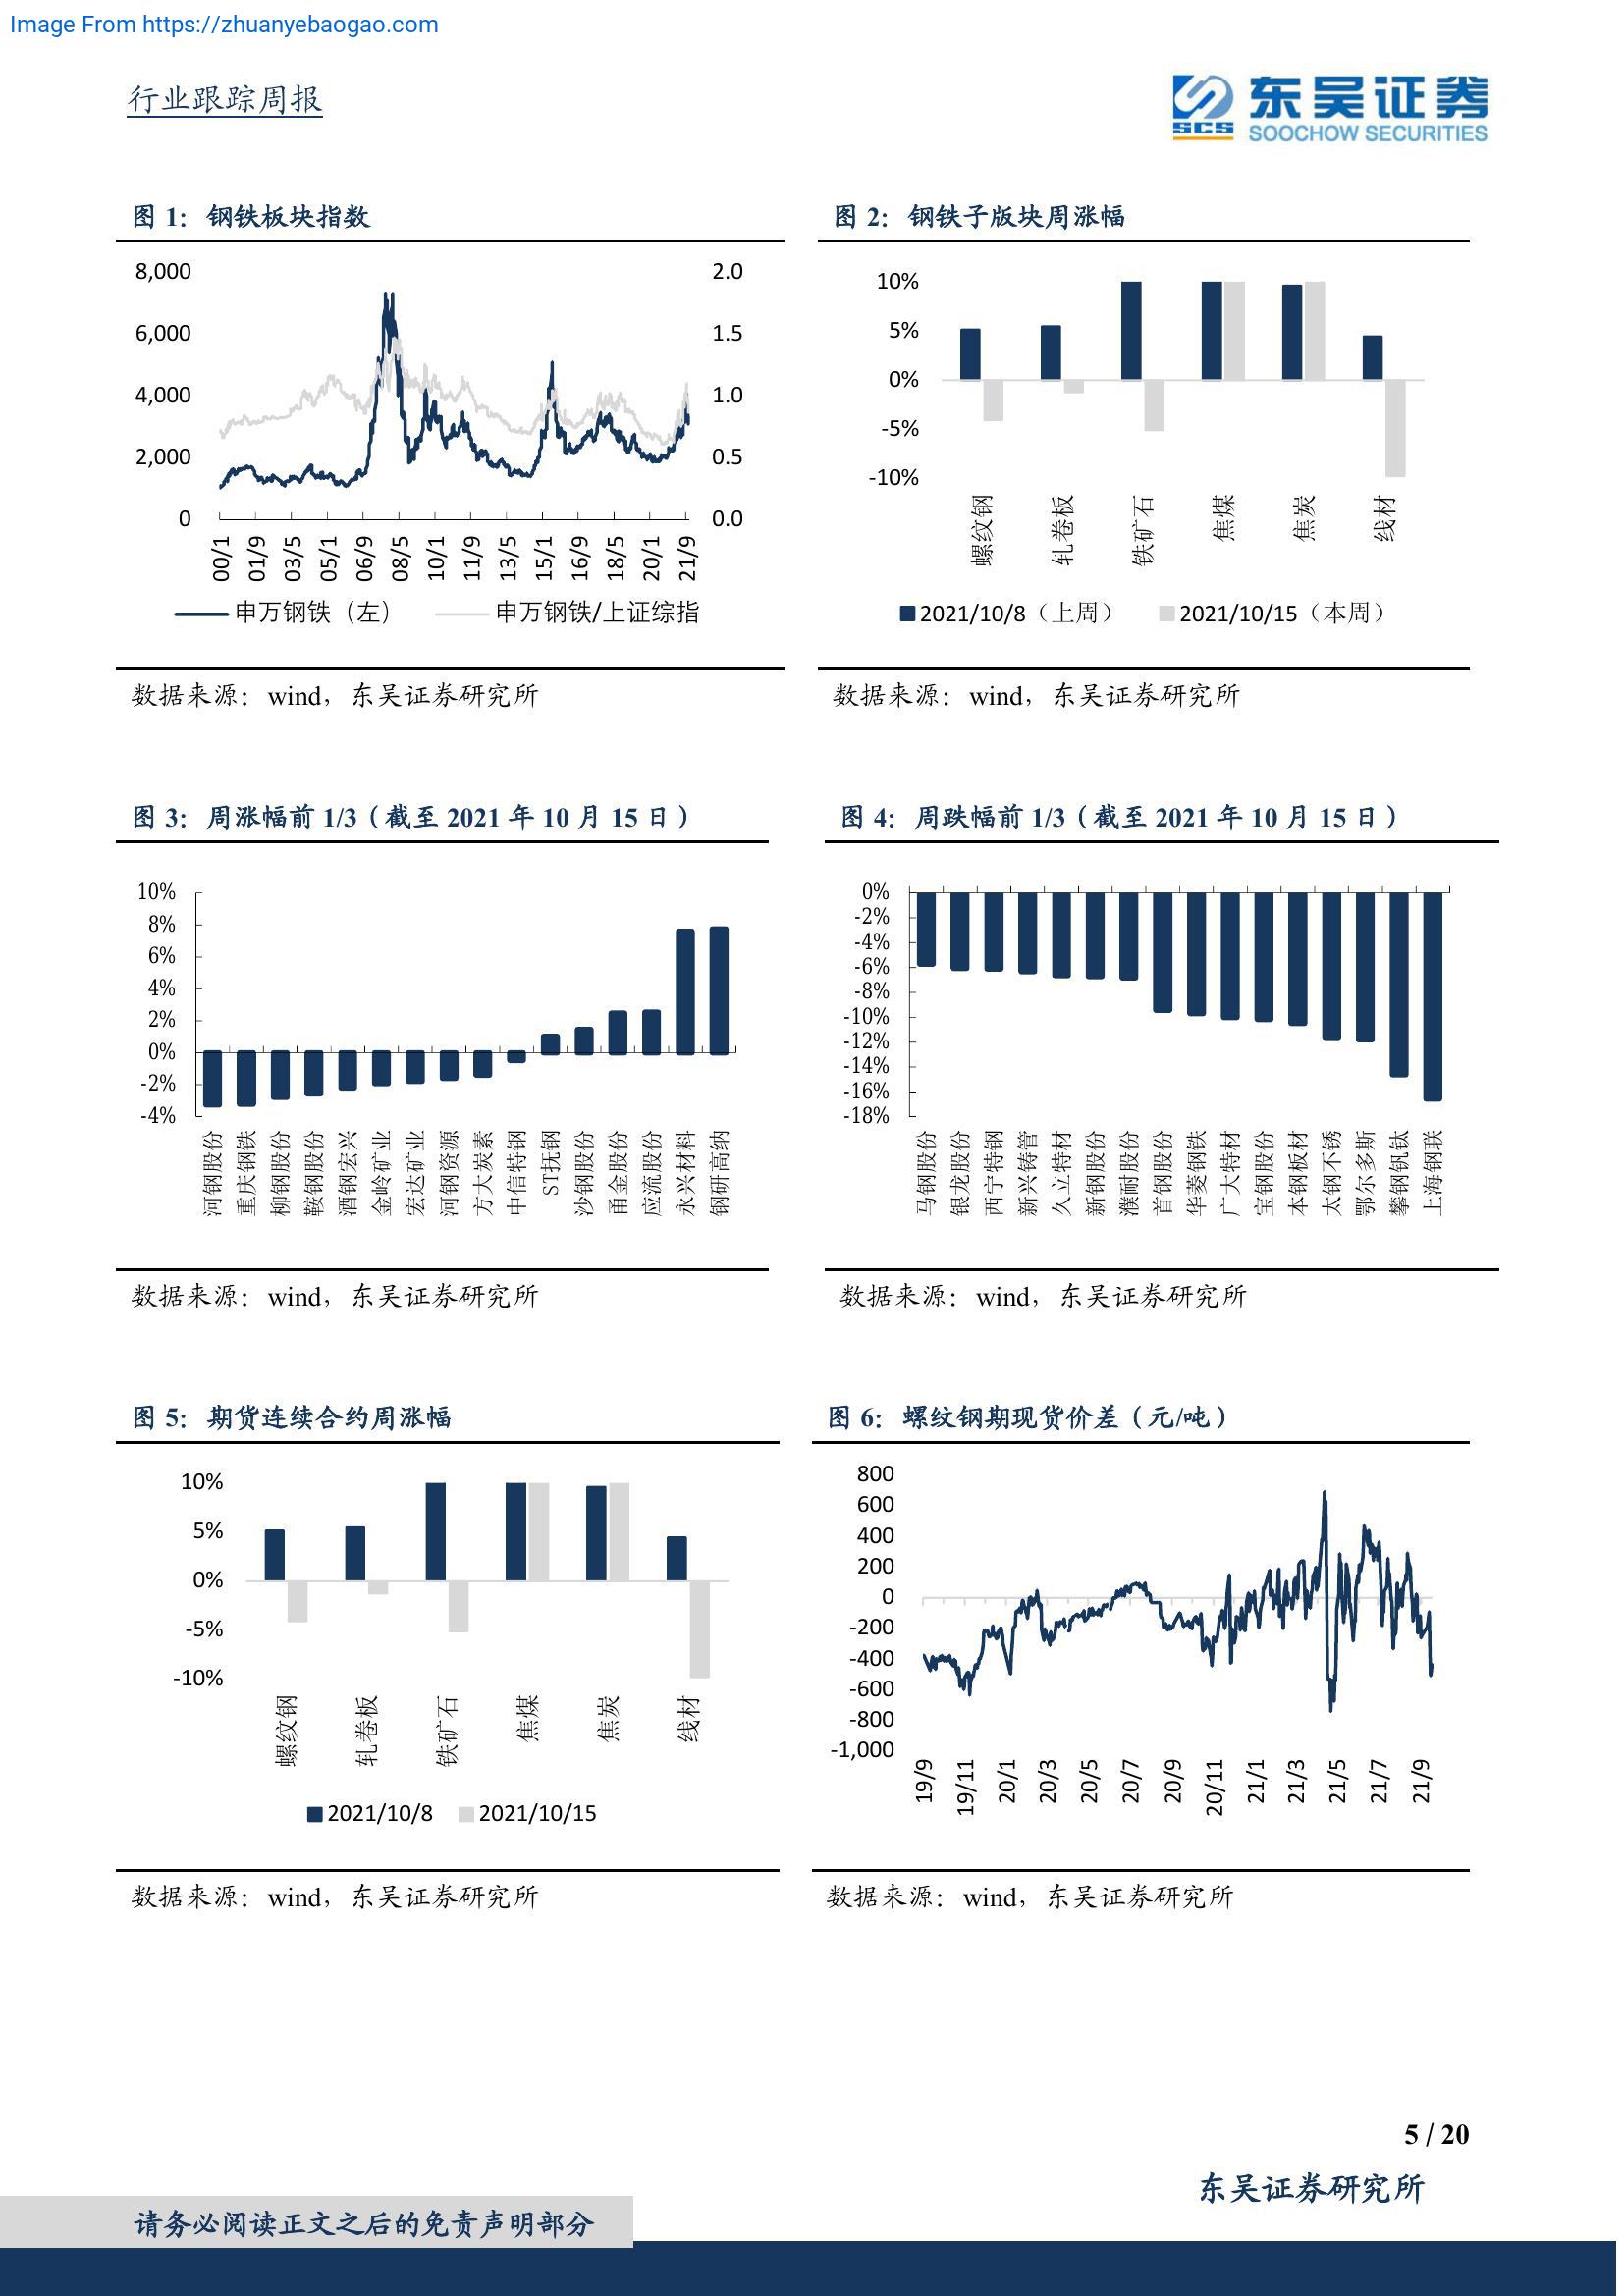 Image From https://zhuanyebaogao.com
行业跟踪周报
SCS
东吴证券
SOOCHOW SECURITIES
图 1：钢铁板块指数
8,000
6,000
4,000
2,000
0
2.0
1.5
1.0
0.5
0.0
00/1 01/9 03/5 05/1 06/9 08/5 10/1 11/9 13/5 15/1 16/9 18/5 20/1 21/9
申万钢铁（左） 申万钢铁/上证综指
数据来源：wind，东吴证券研究所
图 2：钢铁子版块周涨幅
10%
5%
0%
-5%
-10%
螺纹钢 轧卷板 铁矿石 焦煤 焦炭 线材
2021/10/8（上周） 2021/10/15（本周）
数据来源：wind，东吴证券研究所
图 3：周涨幅前 1/3（截至 2021 年 10 月 15 日）
10%
8%
6%
4%
2%
0%
-2%
-4%
河钢股份 重庆钢铁 柳钢股份 鞍钢股份 酒钢宏兴 金岭矿业 宏达矿业 河钢资源 方大炭素 中信特钢 ST抚钢 沙钢股份 甬金股份 应流股份 永兴材料 钢研高纳
数据来源：wind，东吴证券研究所
图 4：周跌幅前 1/3（截至 2021 年 10 月 15 日）
0%
-2%
-4%
-6%
-8%
-10%
-12%
-14%
-16%
-18%
马钢股份 银龙股份 西宁特钢 新兴铸管 久立特材 新钢股份 濮耐股份 首钢股份 华菱钢铁 广大特材 宝钢股份 本钢板材 太钢不锈 鄂尔多斯 攀钢钒钛 上海钢联
数据来源：wind，东吴证券研究所
图 5：期货连续合约周涨幅
10%
5%
0%
-5%
-10%
螺纹钢 轧卷板 铁矿石 焦煤 焦炭 线材
2021/10/8 2021/10/15
数据来源：wind，东吴证券研究所
图 6：螺纹钢期现货价差（元/吨）
800
600
400
200
0
-200
-400
-600
-800
-1,000
19/9 19/11 20/1 20/3 20/5 20/7 20/9 20/11 21/1 21/3 21/5 21/7 21/9
数据来源：wind，东吴证券研究所
5 / 20
东吴证券研究所
请务必阅读正文之后的免责声明部分